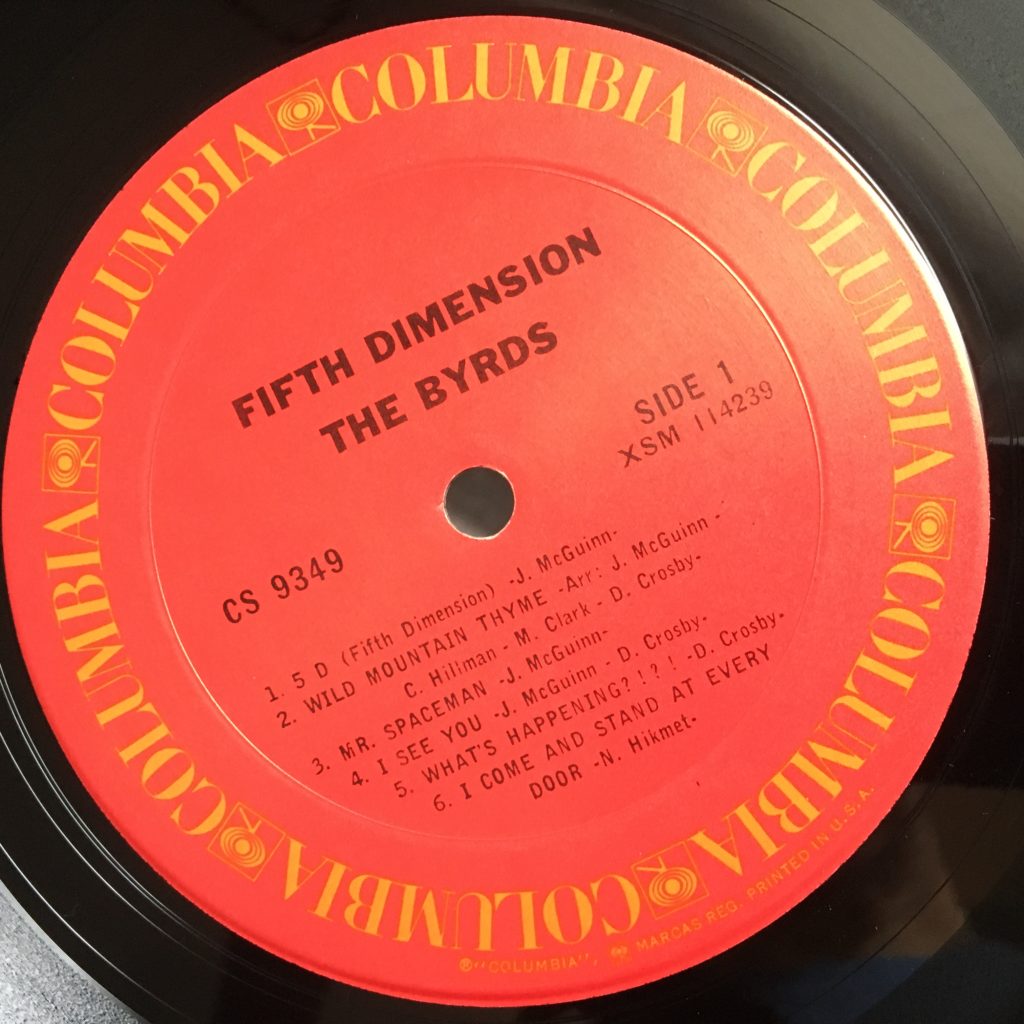 COLUMBIA COLUMBIA COLUMBIA COLUMBIA COLUMBIA COLUMBIA
FIFTH DIMENSION
THE BYRDS
SIDE 1
XSM 114239
CS 9349
1. 5 D (Fifth Dimension) -J. McGuinn-
2. WILD MOUNTAIN THYME -Arr: J. McGuinn -
C. Hillman - M. Clark - D. Crosby-
3. MR. SPACEMAN -J. McGuinn-
4. I SEE YOU -J. McGuinn - D. Crosby-
5. WHAT'S HAPPENING?!?! -D. Crosby-
6. I COME AND STAND AT EVERY
DOOR -N. Hikmet-
®"COLUMBIA", MARCAS REG. PRINTED IN U.S.A.